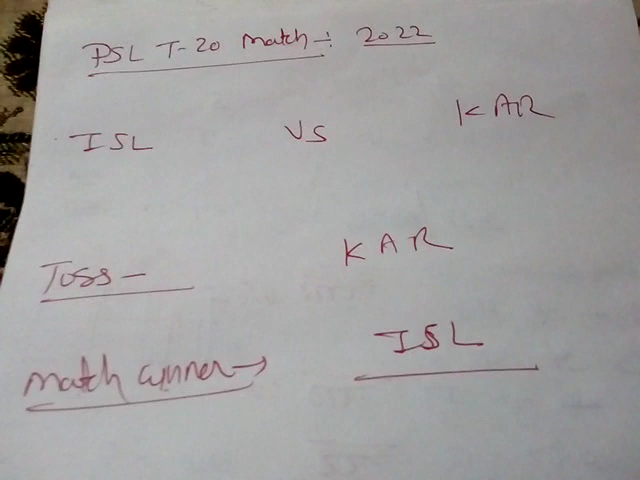 PSL T-20 Match :- 2022
ISL VS KAR
Toss - KAR
Match winner → ISL